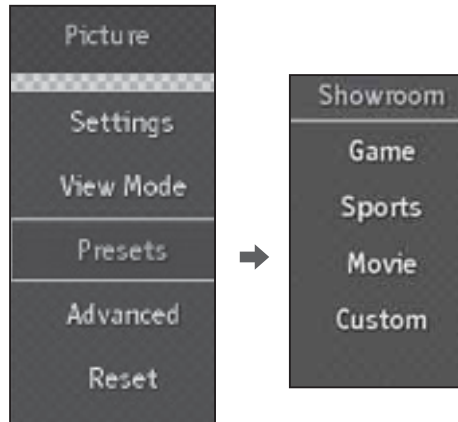 Picture
Settings
View Mode
Presets
Advanced
Reset
Showroom
Game
Sports
Movie
Custom